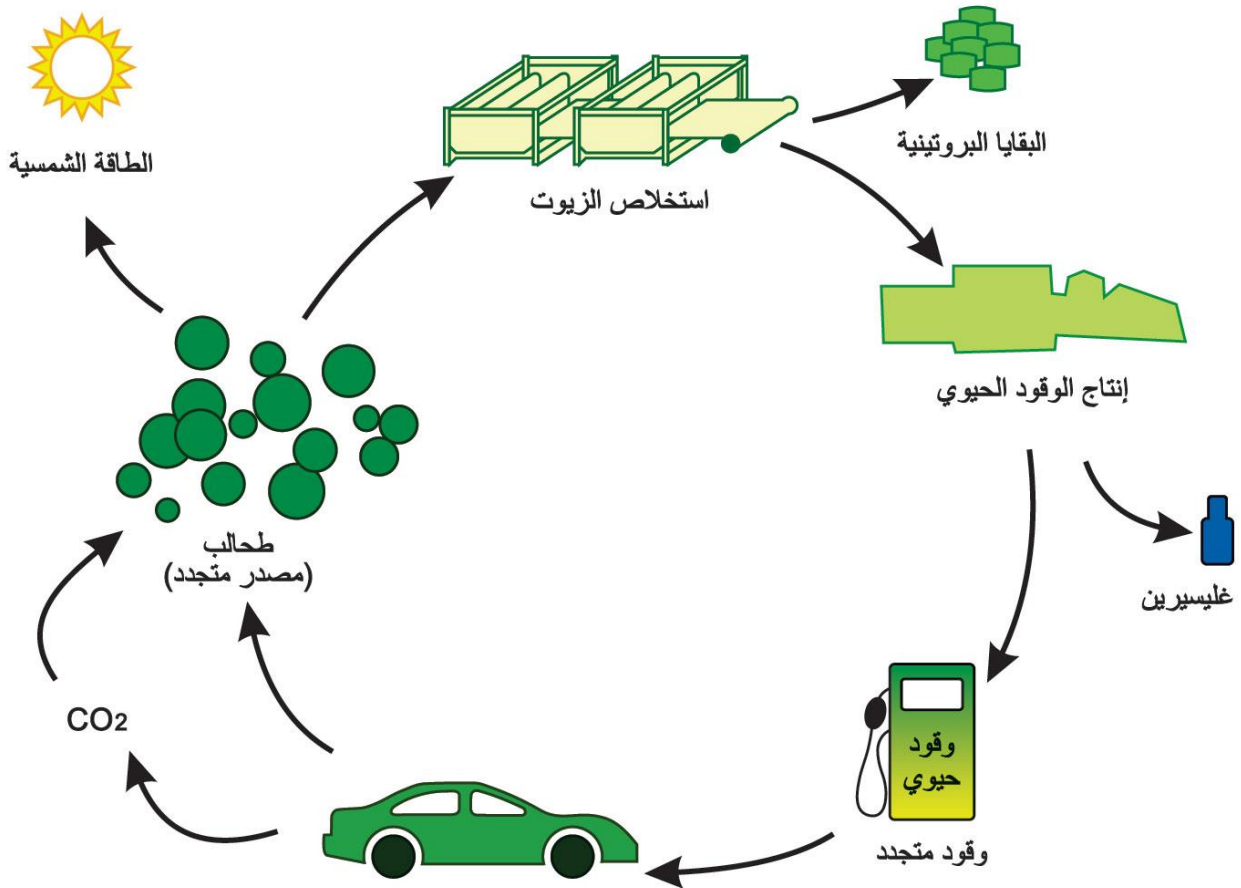 البقايا البروتينية
الطاقة الشمسية
استخلاص الزيوت
إنتاج الوقود الحيوي
طحالب
(مصدر متجدد)
غليسيرين
CO2
وقود
حيوي
وقود متجدد